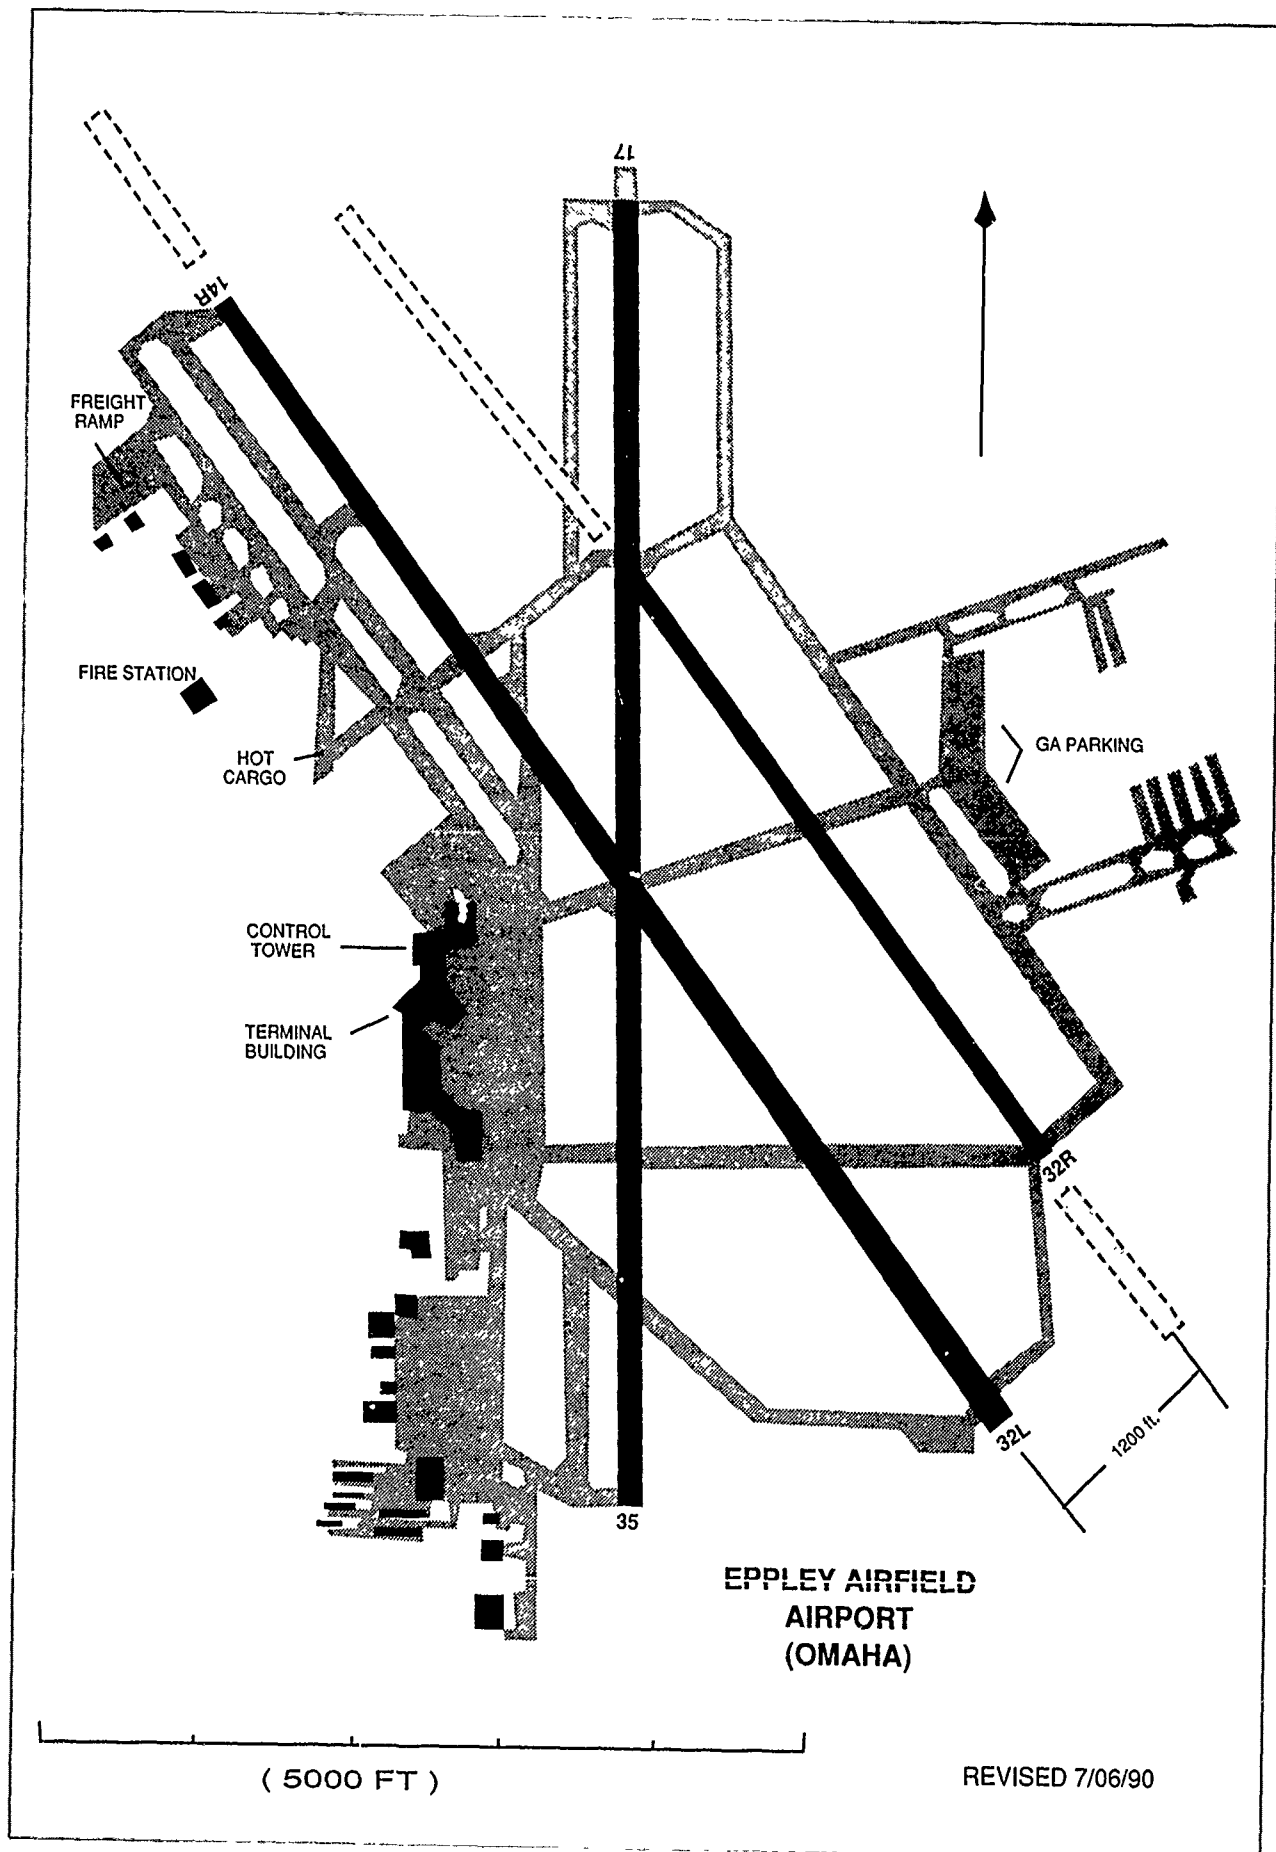 17
14R
FREIGHT
RAMP
FIRE STATION
HOT
CARGO
GA PARKING
CONTROL
TOWER
TERMINAL
BUILDING
32R
32L
1200 ft.
35
EPPLEY AIRFIELD
AIRPORT
(OMAHA)
( 5000 FT )
REVISED 7/06/90